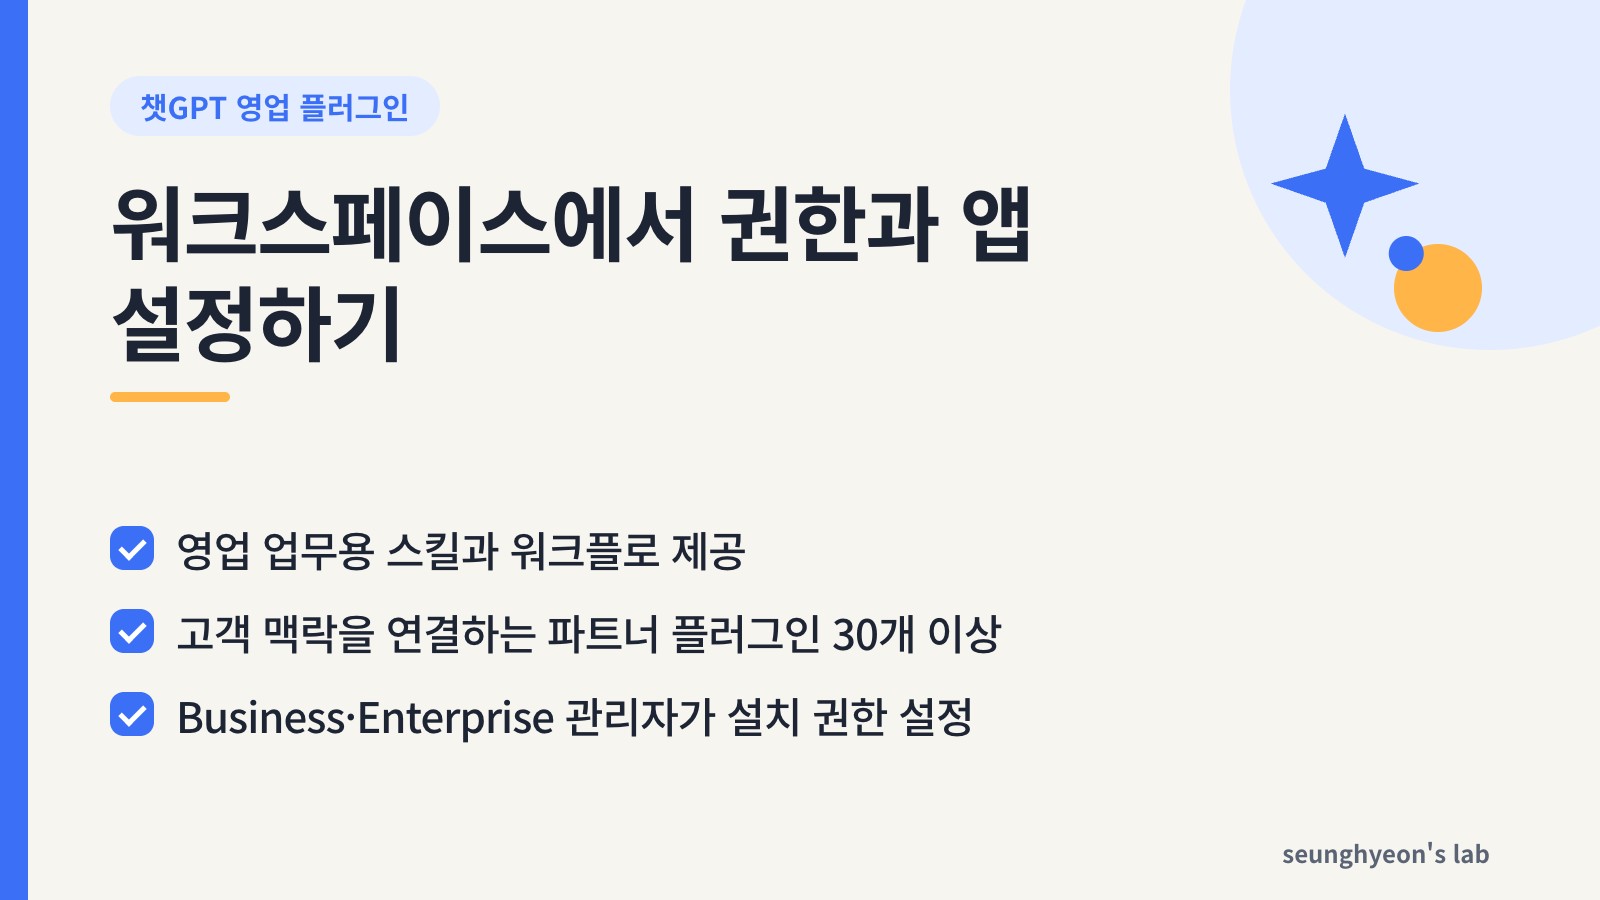 챗GPT 영업 플러그인
워크스페이스에서 권한과 앱
설정하기
영업 업무용 스킬과 워크플로 제공
고객 맥락을 연결하는 파트너 플러그인 30개 이상
Business·Enterprise 관리자가 설치 권한 설정
seunghyeon's lab